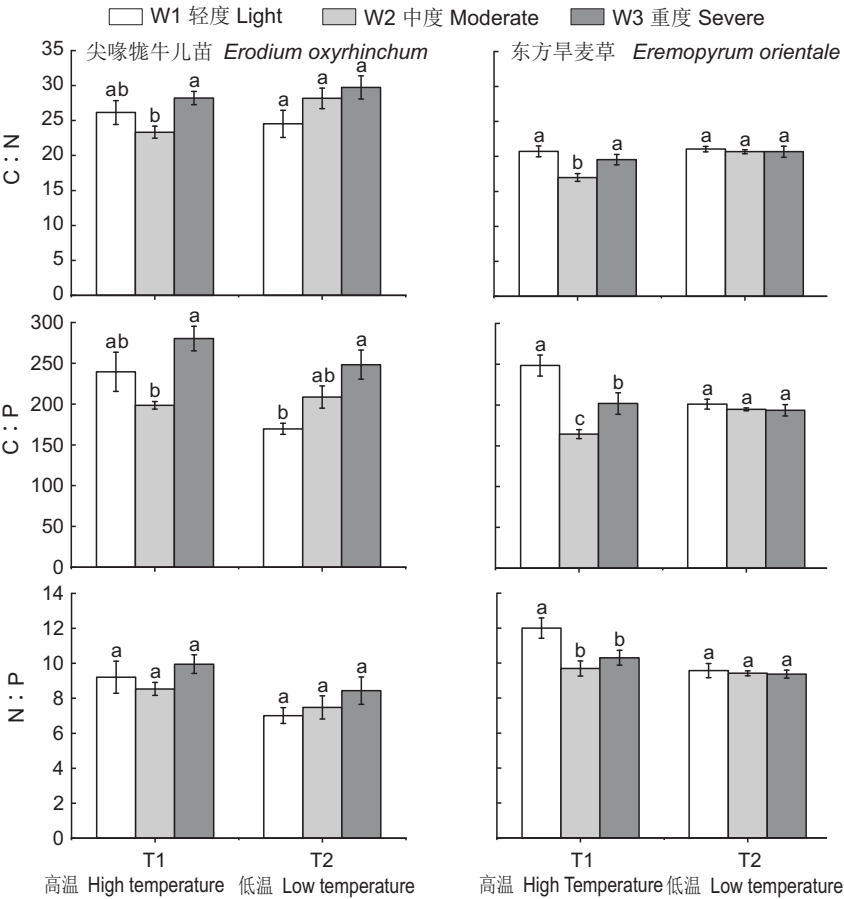 W1 轻度 Light W2 中度 Moderate W3 重度 Severe
尖喙牻牛儿苗 Erodium oxyrhinchum
东方旱麦草 Eremopyrum orientale
C：N
35
30
25
20
15
10
5
0
ab
b
a
a
a
a
a
b
a
a
a
a
C：P
300
250
200
150
100
50
0
ab
b
a
b
ab
a
a
c
b
a
a
a
N：P
14
12
10
8
6
4
2
0
a
a
a
a
a
a
a
b
b
a
a
a
T1 T2 T1 T2
高温 High temperature 低温 Low temperature 高温 High Temperature 低温 Low temperature